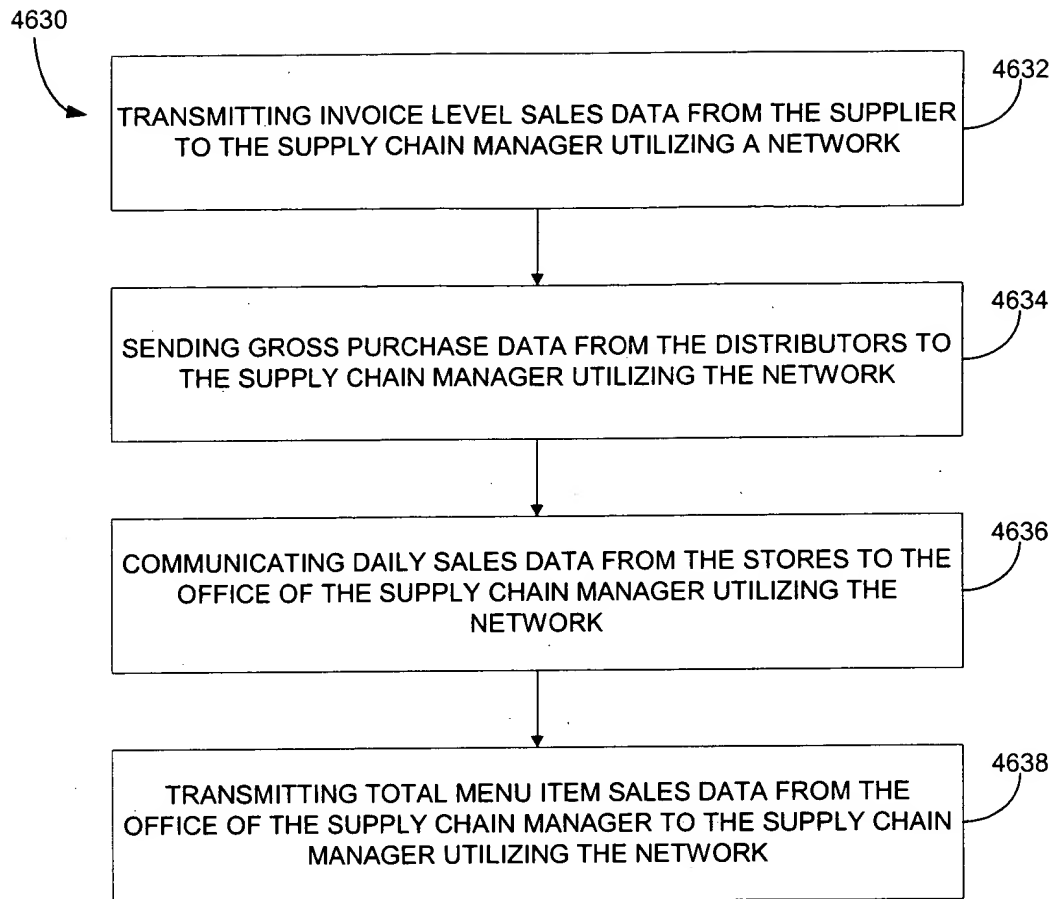 4630
4632
TRANSMITTING INVOICE LEVEL SALES DATA FROM THE SUPPLIER
TO THE SUPPLY CHAIN MANAGER UTILIZING A NETWORK
4634
SENDING GROSS PURCHASE DATA FROM THE DISTRIBUTORS TO
THE SUPPLY CHAIN MANAGER UTILIZING THE NETWORK
4636
COMMUNICATING DAILY SALES DATA FROM THE STORES TO THE
OFFICE OF THE SUPPLY CHAIN MANAGER UTILIZING THE
NETWORK
4638
TRANSMITTING TOTAL MENU ITEM SALES DATA FROM THE
OFFICE OF THE SUPPLY CHAIN MANAGER TO THE SUPPLY CHAIN
MANAGER UTILIZING THE NETWORK